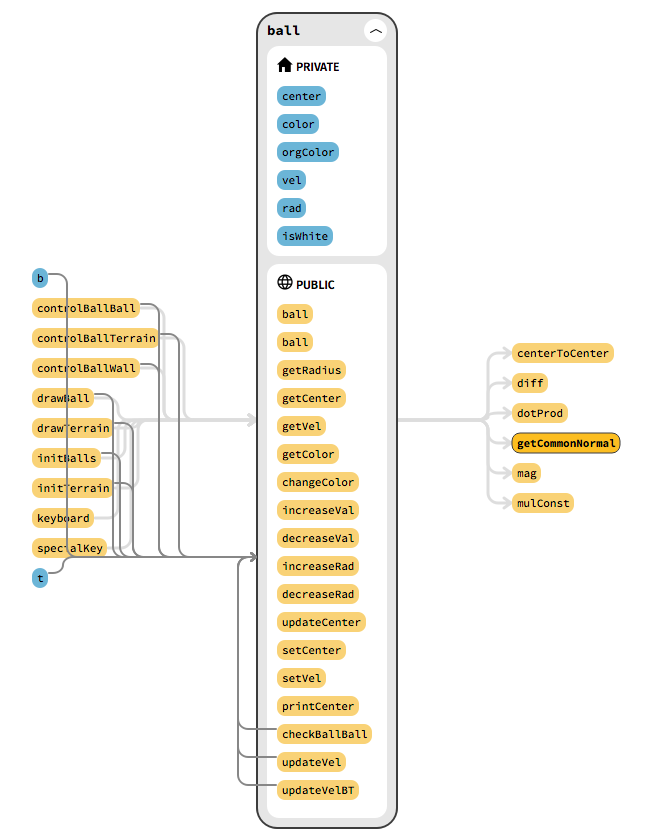 ball
PRIVATE
center
color
orgColor
vel
rad
isWhite
PUBLIC
ball
ball
getRadius
getCenter
getVel
getColor
changeColor
increaseVal
decreaseVal
increaseRad
decreaseRad
updateCenter
setCenter
setVel
printCenter
checkBallBall
updateVel
updateVelBT
b
controlBallBall
controlBallTerrain
controlBallWall
drawBall
drawTerrain
initBalls
initTerrain
keyboard
specialKey
t
centerToCenter
diff
dotProd
getCommonNormal
mag
mulConst